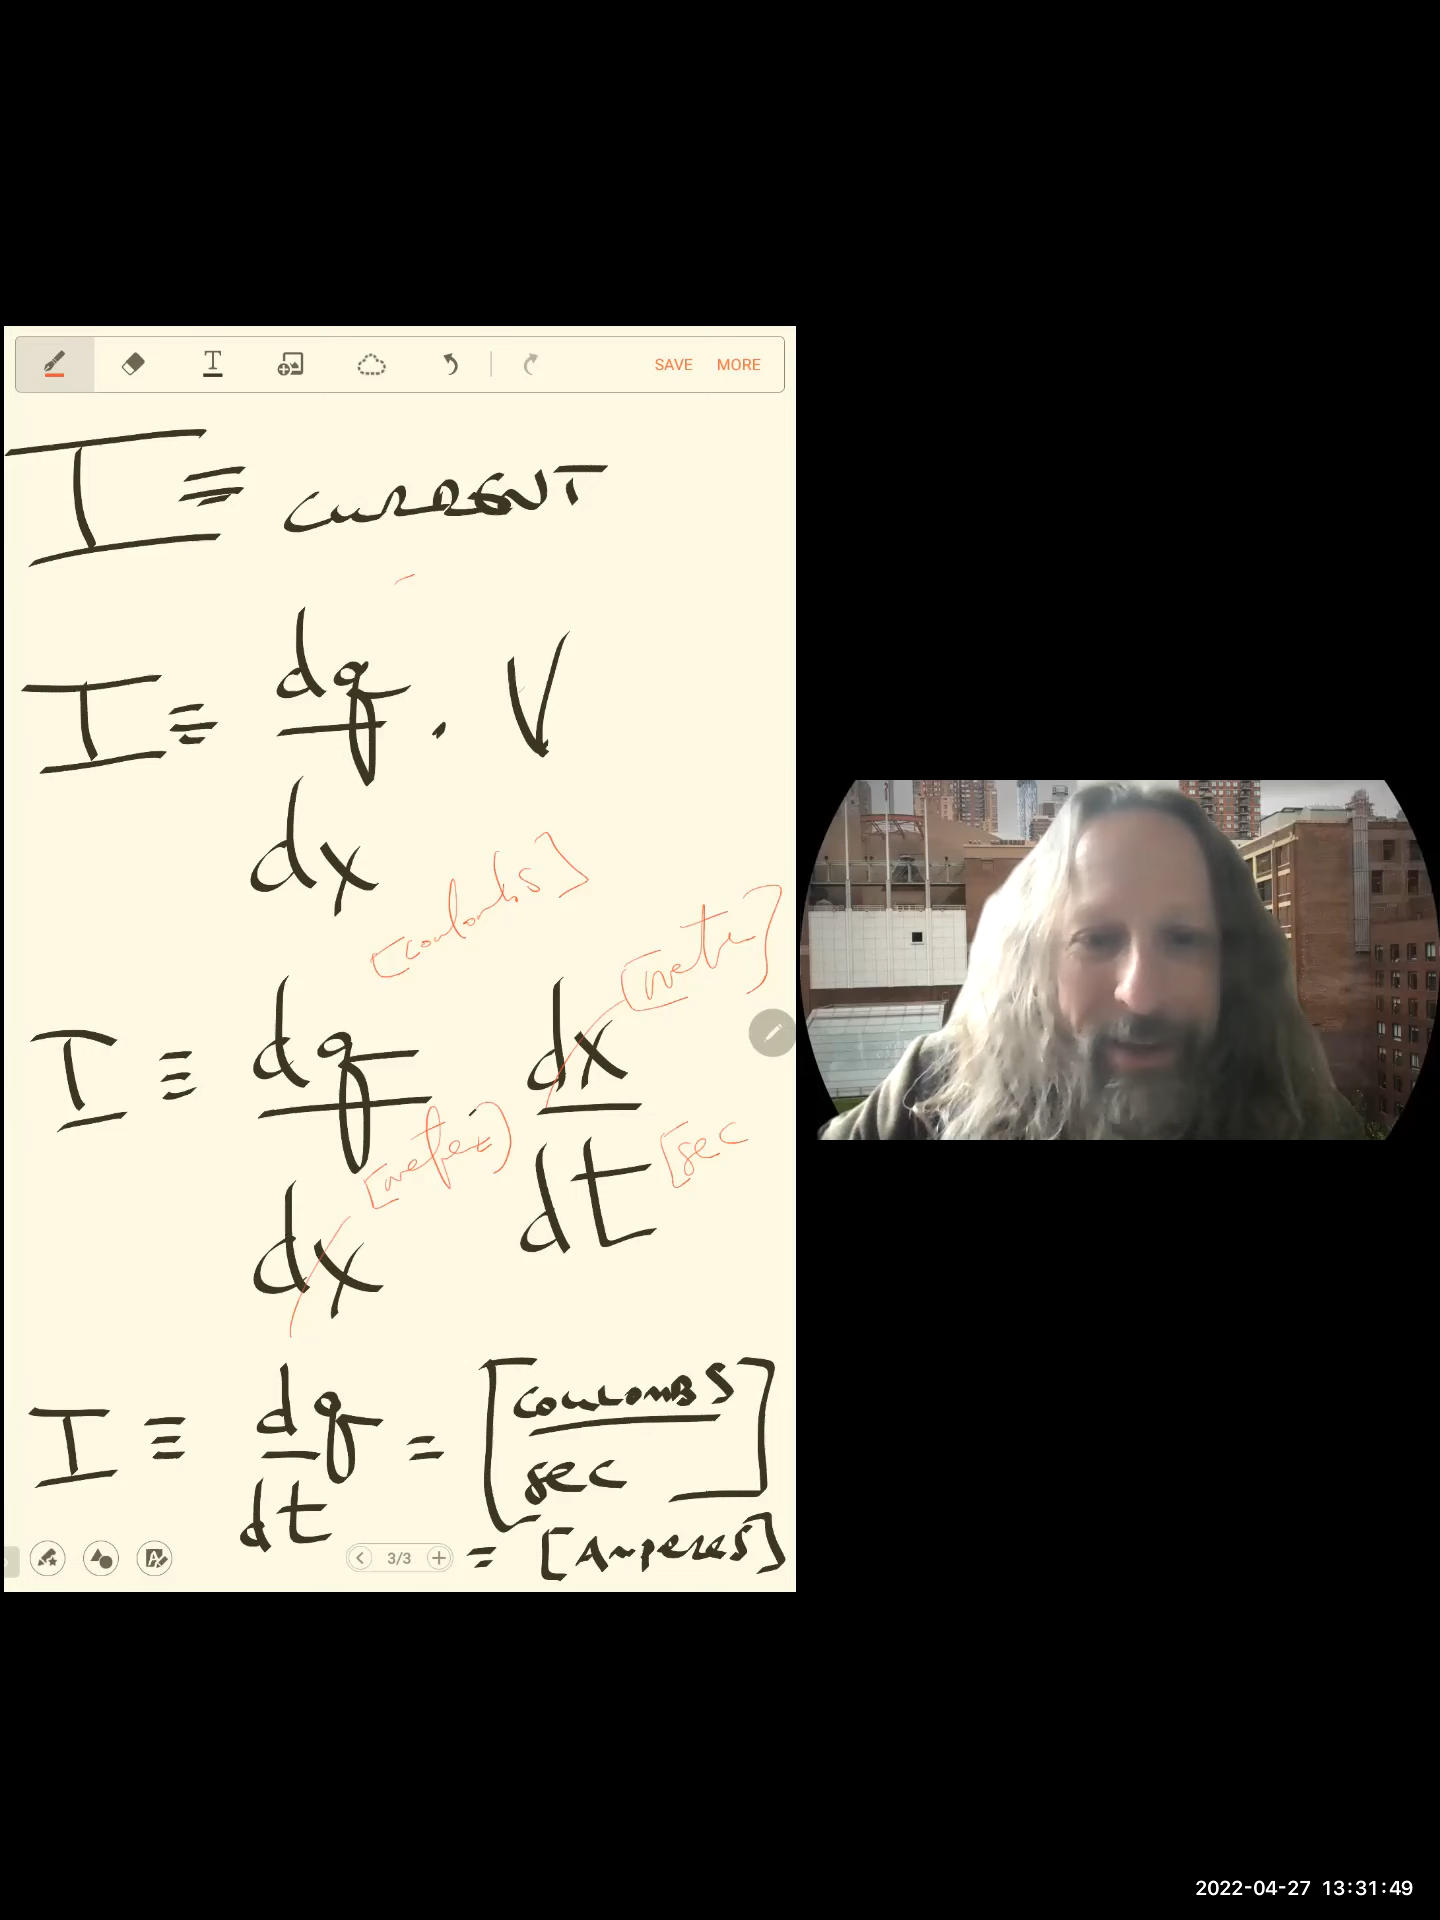 T
SAVE MORE
I ≡ CURRENT
I ≡ dq/dx · V
[coulombs]
[meter]
I ≡ dq/dx · dx/dt
[meter]
[sec
I ≡ dq/dt = [COULOMBS/sec]
= [Amperes]
A
3/3
2022-04-27 13:31:49